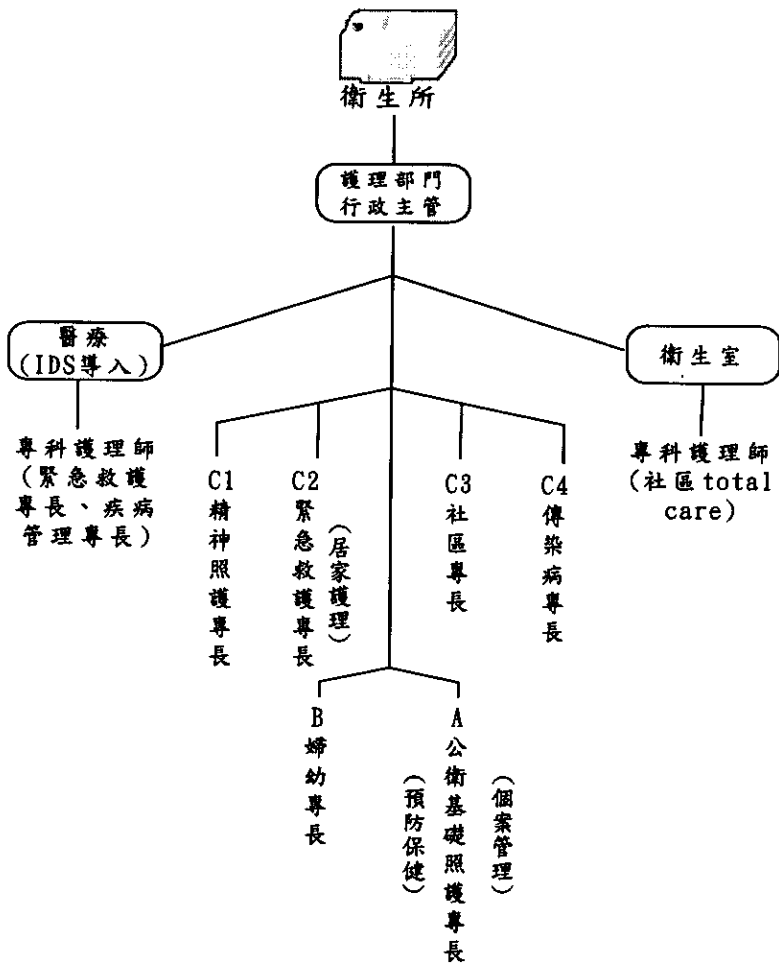 衛生所
護理部門
行政主管
醫療
(IDS導入)
衛生室
專科護理師
(緊急救護
專長、疾病
管理專長)
C1
精神照護專長
C2
緊急救護專長
(居家護理)
C3
社區專長
C4
傳染病專長
專科護理師
(社區total
care)
B
婦幼專長
(預防保健)
A
公衛基礎照護專長
(個案管理)